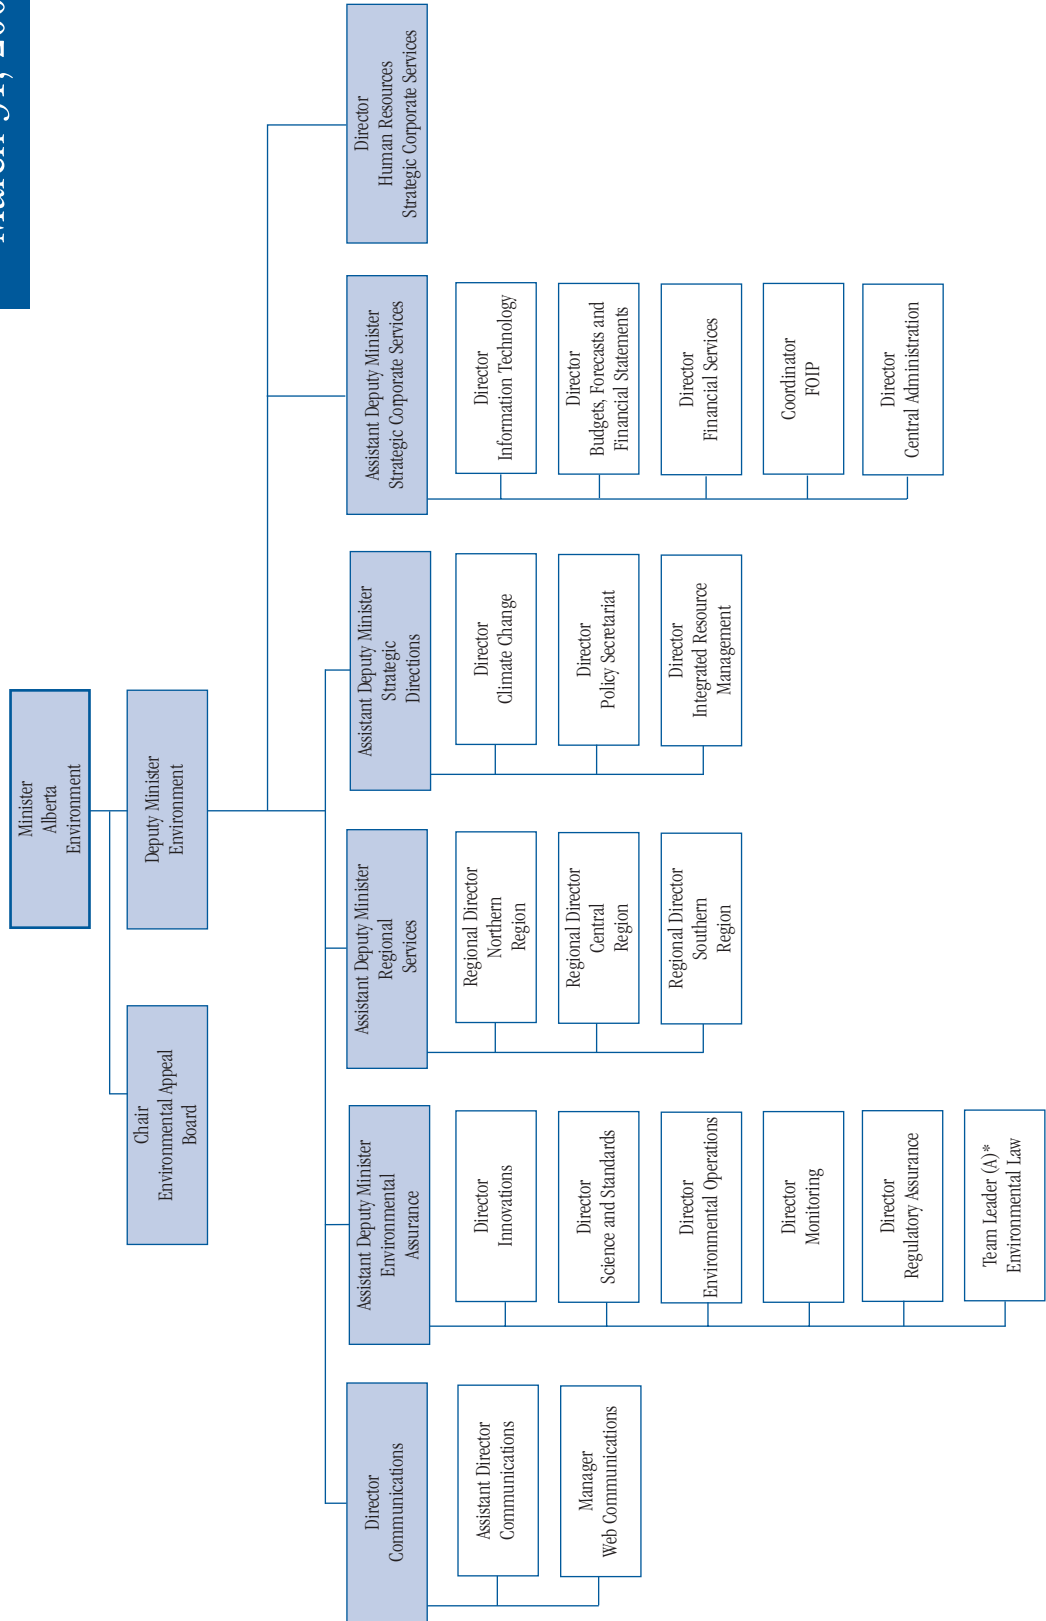 March 31, 200
Minister
Alberta
Environment
Chair
Environmental Appeal
Board
Deputy Minister
Environment
Director
Communications
Assistant Deputy Minister
Environmental
Assurance
Assistant Deputy Minister
Regional
Services
Assistant Deputy Minister
Strategic
Directions
Assistant Deputy Minister
Strategic Corporate Services
Director
Human Resources
Strategic Corporate Services
Assistant Director
Communications
Manager
Web Communications
Director
Innovations
Director
Science and Standards
Director
Environmental Operations
Director
Monitoring
Director
Regulatory Assurance
Team Leader (A)*
Environmental Law
Regional Director
Northern
Region
Regional Director
Central
Region
Regional Director
Southern
Region
Director
Climate Change
Director
Policy Secretariat
Director
Integrated Resource
Management
Director
Information Technology
Director
Budgets, Forecasts and
Financial Statements
Director
Financial Services
Coordinator
FOIP
Director
Central Administration